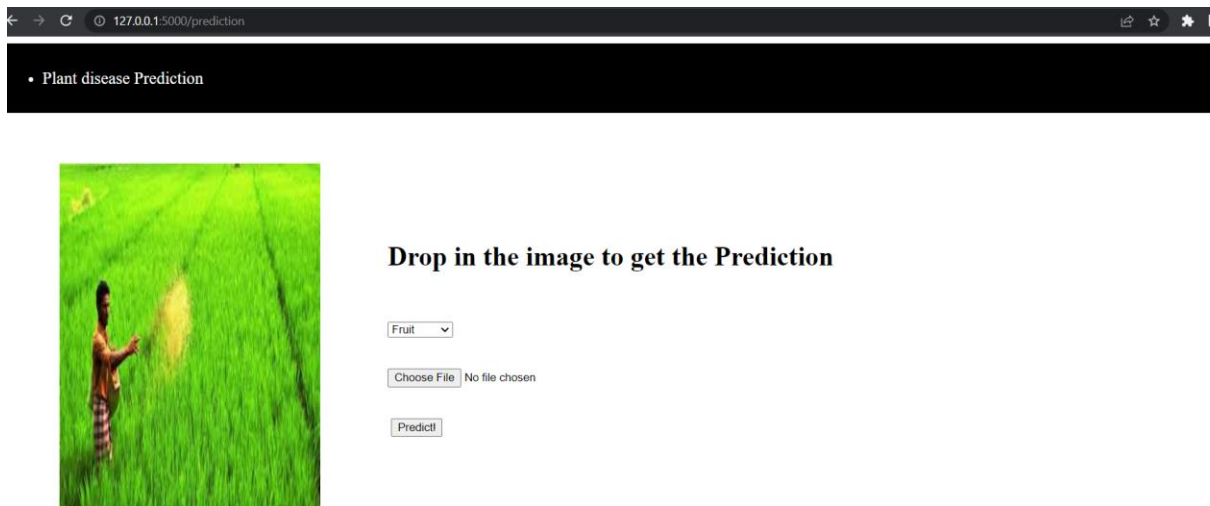 127.0.0.1:5000/prediction
Plant disease Prediction
Drop in the image to get the Prediction
Fruit
Choose File No file chosen
Predict!